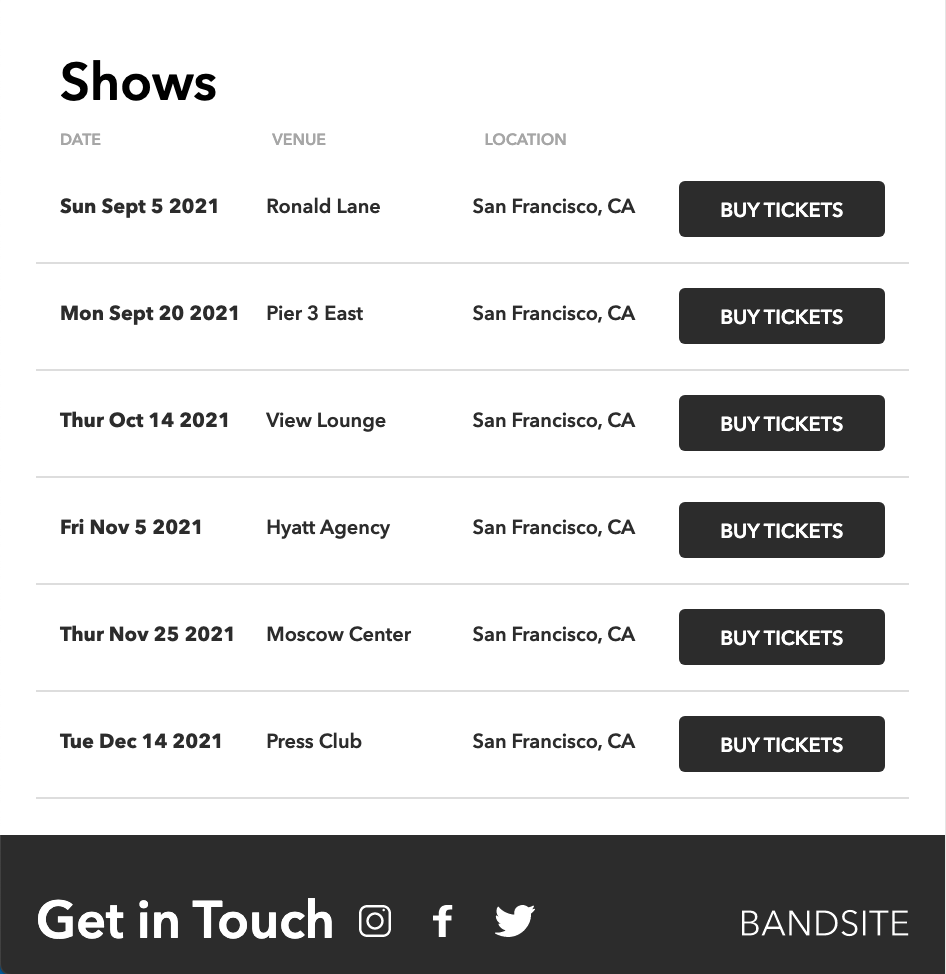 Shows
DATE VENUE LOCATION
Sun Sept 5 2021 Ronald Lane San Francisco, CA BUY TICKETS
Mon Sept 20 2021 Pier 3 East San Francisco, CA BUY TICKETS
Thur Oct 14 2021 View Lounge San Francisco, CA BUY TICKETS
Fri Nov 5 2021 Hyatt Agency San Francisco, CA BUY TICKETS
Thur Nov 25 2021 Moscow Center San Francisco, CA BUY TICKETS
Tue Dec 14 2021 Press Club San Francisco, CA BUY TICKETS
Get in Touch BANDSITE